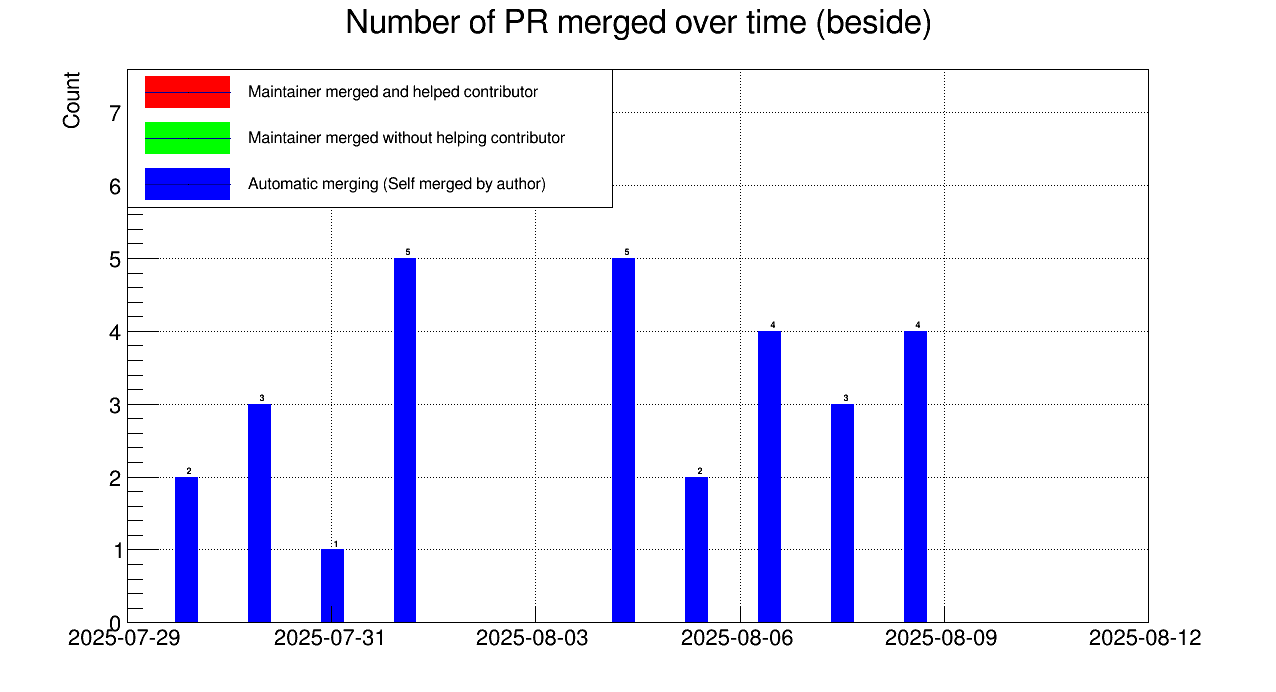 Number of PR merged over time (beside)
Count
Maintainer merged and helped contributor
Maintainer merged without helping contributor
Automatic merging (Self merged by author)
7
6
5
4
3
2
1
0
2
3
1
5
5
2
4
3
4
2025-07-29 2025-07-31 2025-08-03 2025-08-06 2025-08-09 2025-08-12